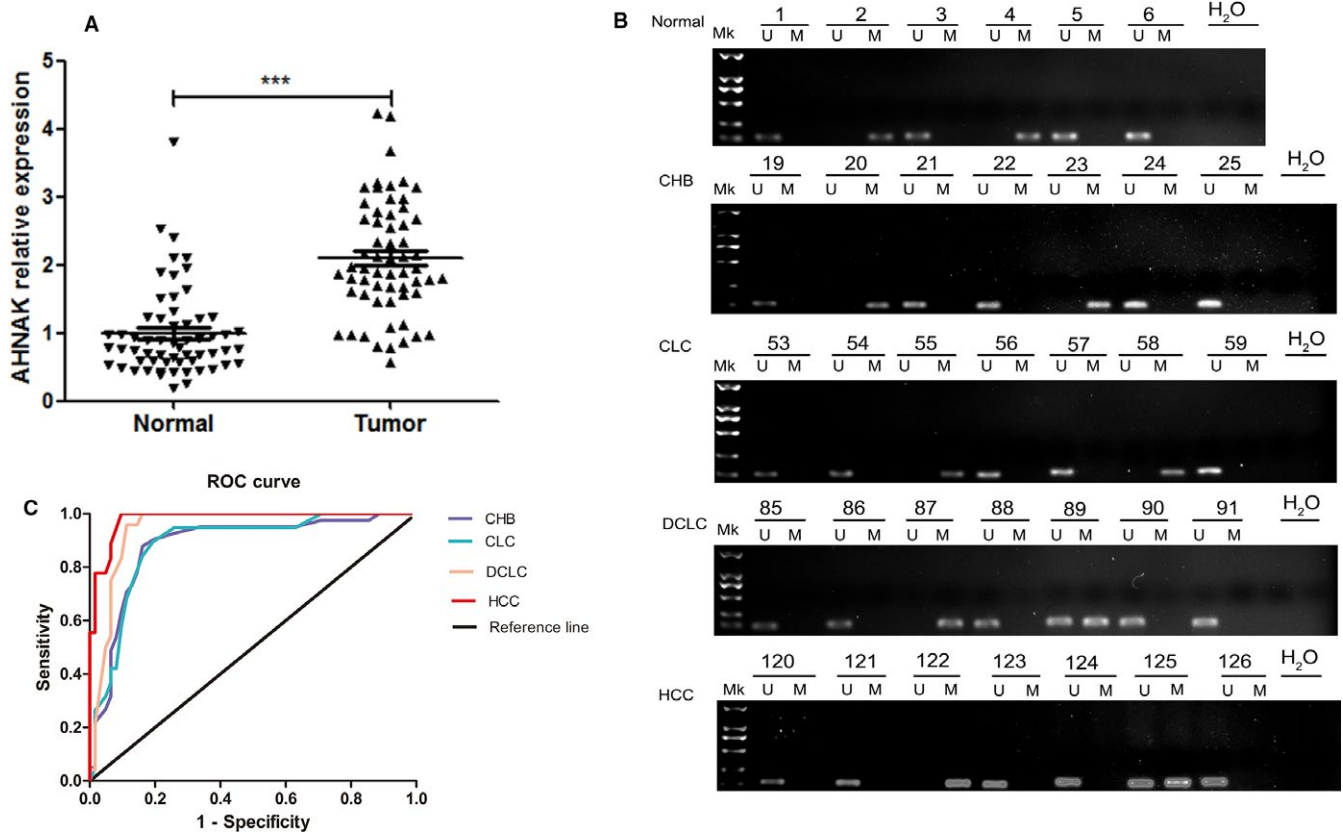 A
***
AHNAK relative expression
5
4
3
2
1
0
Normal
Tumor
B
Normal
1 2 3 4 5 6 H2O
Mk U M U M U M U M U M U M
CHB
19 20 21 22 23 24 25 H2O
Mk U M U M U M U M U M U M U M
CLC
53 54 55 56 57 58 59 H2O
Mk U M U M U M U M U M U M U M
DCLC
85 86 87 88 89 90 91 H2O
Mk U M U M U M U M U M U M U M
HCC
120 121 122 123 124 125 126 H2O
Mk U M U M U M U M U M U M U M
C
ROC curve
Sensitivity
1.0
0.8
0.6
0.4
0.2
0.0
0.0 0.2 0.4 0.6 0.8 1.0
1 - Specificity
CHB
CLC
DCLC
HCC
Reference line